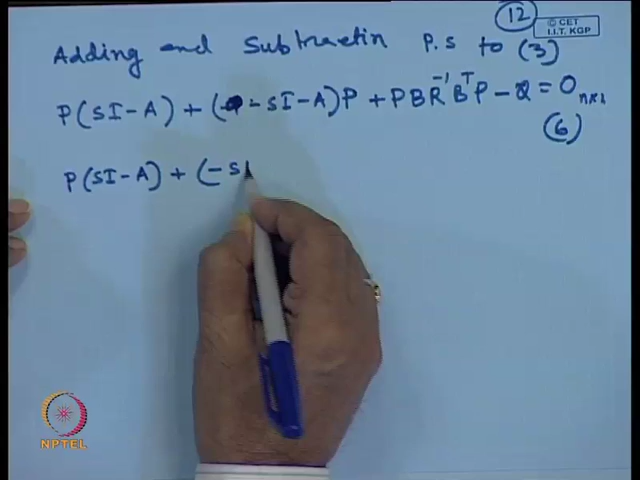 12
© CET
I.I.T. KGP
Adding and Subtractin P.S to (3)
P(SI-A) + (-SI-A)P + PBR⁻¹BᵀP - Q = 0ₙₓₙ
(6)
P(SI-A) + (-S
NPTEL